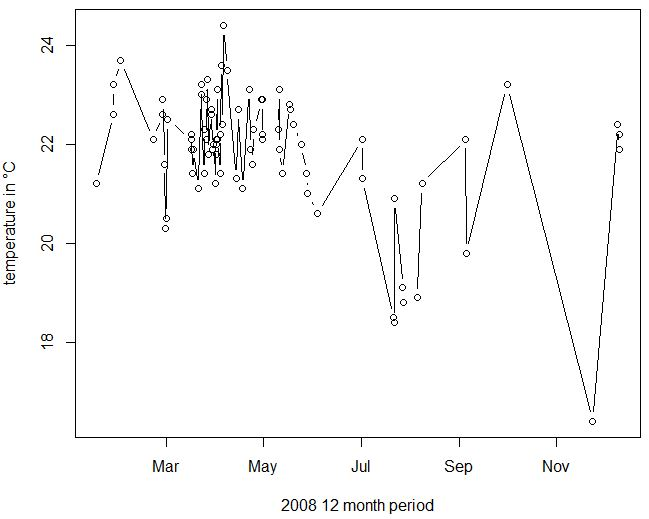 24
22
20
18
temperature in °C
Mar May Jul Sep Nov
2008 12 month period